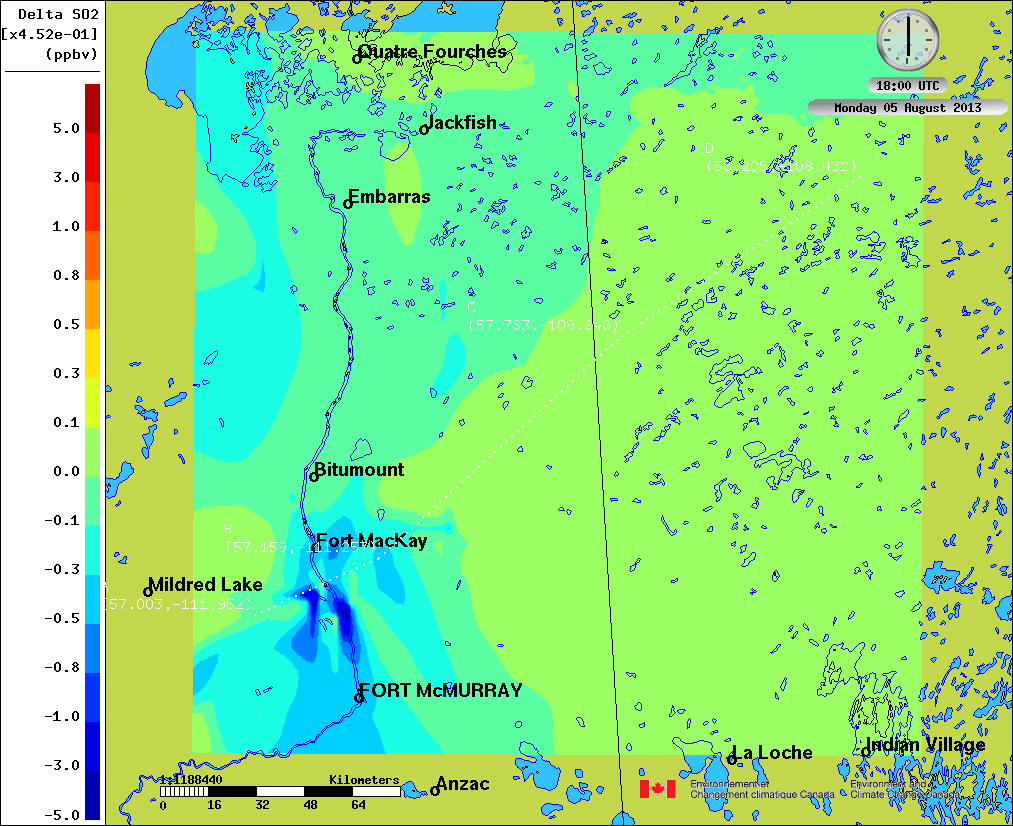 Delta SO2
[x4.52e-01]
(ppbv)
5.0
3.0
1.0
0.8
0.5
0.3
0.1
0.0
-0.1
-0.3
-0.5
-0.8
-1.0
-3.0
-5.0
18:00 UTC
Monday 05 August 2013
Quatre Fourches
Jackfish
D
Embarras
C
(57.733,-109.840)
Bitumount
B
Fort MacKay
Mildred Lake
(57.003,-111.952)
FORT McMURRAY
La Loche
Indian Village
Anzac
1:1188440
Kilometers
0 16 32 48 64
Environnement et
Changement climatique Canada
Environment and
Climate Change Canada